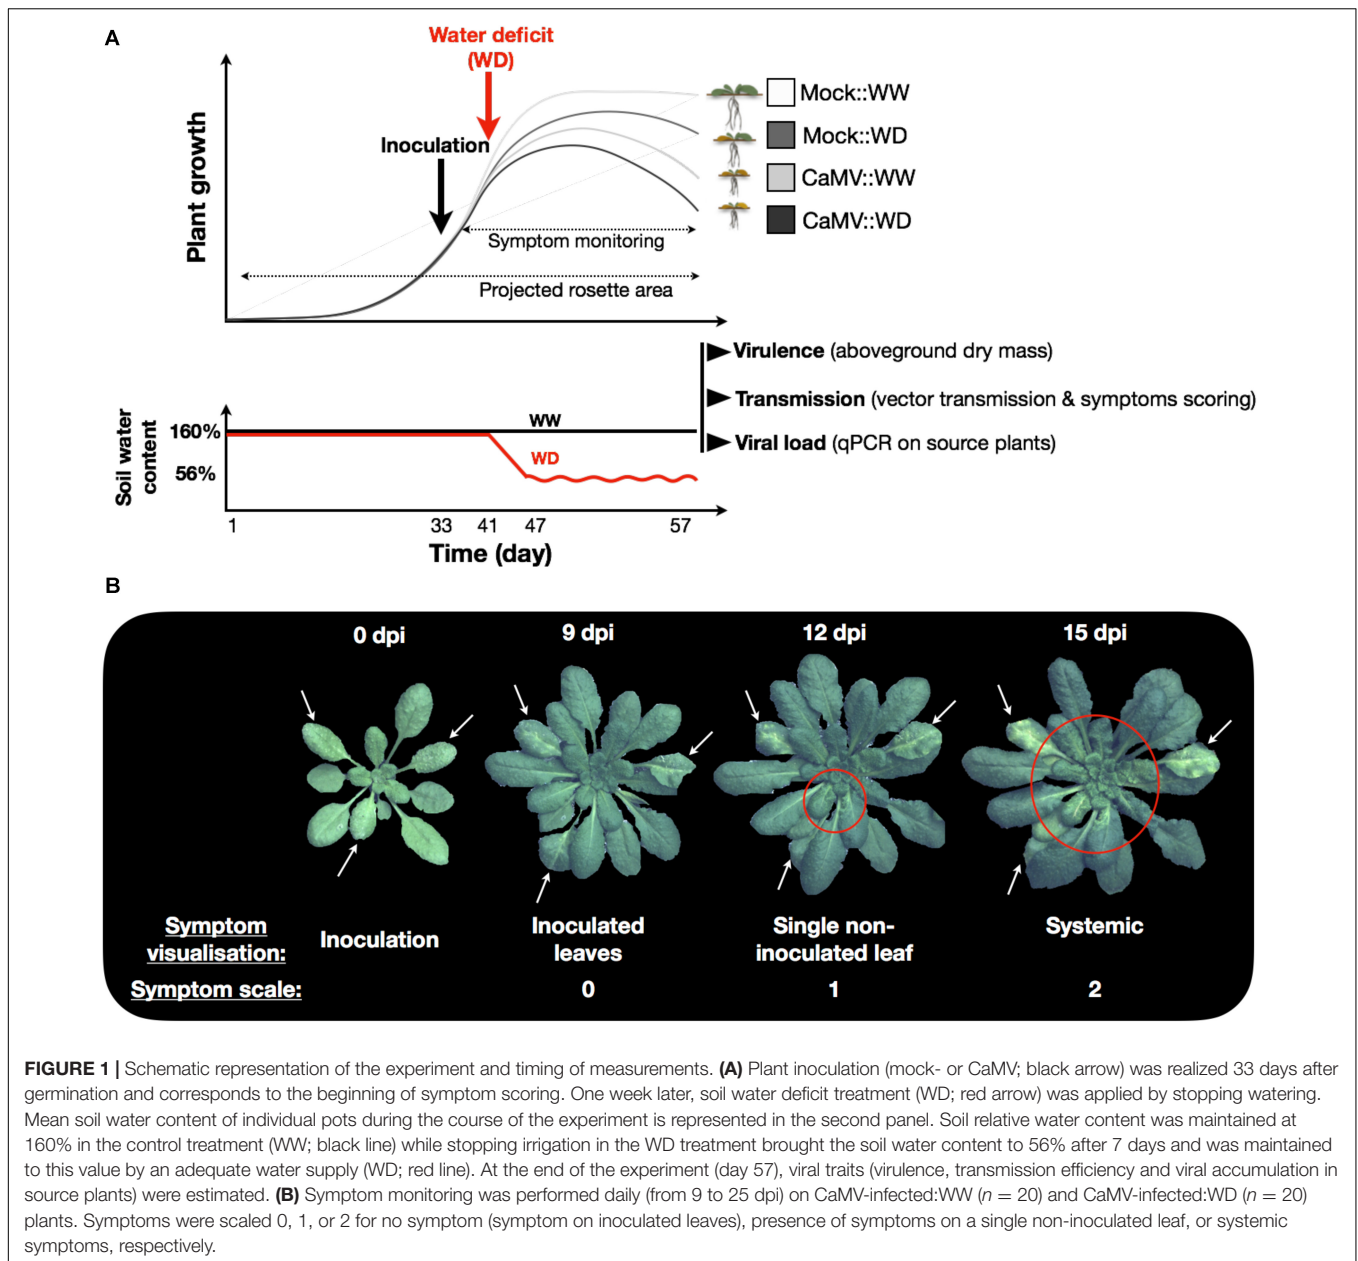 A
Water deficit
(WD)
Inoculation
Plant growth
Mock::WW
Mock::WD
CaMV::WW
CaMV::WD
Symptom monitoring
Projected rosette area
Virulence (aboveground dry mass)
Transmission (vector transmission & symptoms scoring)
Viral load (qPCR on source plants)
Soil water
content
160%
56%
WW
WD
1 33 41 47 57
Time (day)
B
0 dpi 9 dpi 12 dpi 15 dpi
Symptom
visualisation:
Inoculation
Inoculated
leaves
Single non-
inoculated leaf
Systemic
Symptom scale: 0 1 2
FIGURE 1 | Schematic representation of the experiment and timing of measurements. (A) Plant inoculation (mock- or CaMV; black arrow) was realized 33 days after
germination and corresponds to the beginning of symptom scoring. One week later, soil water deficit treatment (WD; red arrow) was applied by stopping watering.
Mean soil water content of individual pots during the course of the experiment is represented in the second panel. Soil relative water content was maintained at
160% in the control treatment (WW; black line) while stopping irrigation in the WD treatment brought the soil water content to 56% after 7 days and was maintained
to this value by an adequate water supply (WD; red line). At the end of the experiment (day 57), viral traits (virulence, transmission efficiency and viral accumulation in
source plants) were estimated. (B) Symptom monitoring was performed daily (from 9 to 25 dpi) on CaMV-infected:WW (n = 20) and CaMV-infected:WD (n = 20)
plants. Symptoms were scaled 0, 1, or 2 for no symptom (symptom on inoculated leaves), presence of symptoms on a single non-inoculated leaf, or systemic
symptoms, respectively.